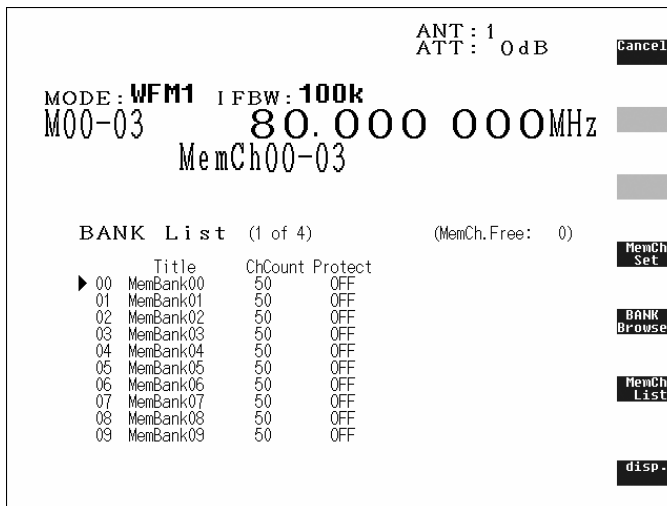 ANT:1
ATT: 0dB
Cancel
MODE:WFM1 IFBW:100k
M00-03 80.000 000MHz
MemCh00-03
BANK List (1 of 4) (MemCh.Free: 0)
MemCh
Set
Title ChCount Protect
00 MemBank00 50 OFF
01 MemBank01 50 OFF
02 MemBank02 50 OFF
03 MemBank03 50 OFF
04 MemBank04 50 OFF
05 MemBank05 50 OFF
06 MemBank06 50 OFF
07 MemBank07 50 OFF
08 MemBank08 50 OFF
09 MemBank09 50 OFF
BANK
Browse
MemCh
List
disp.